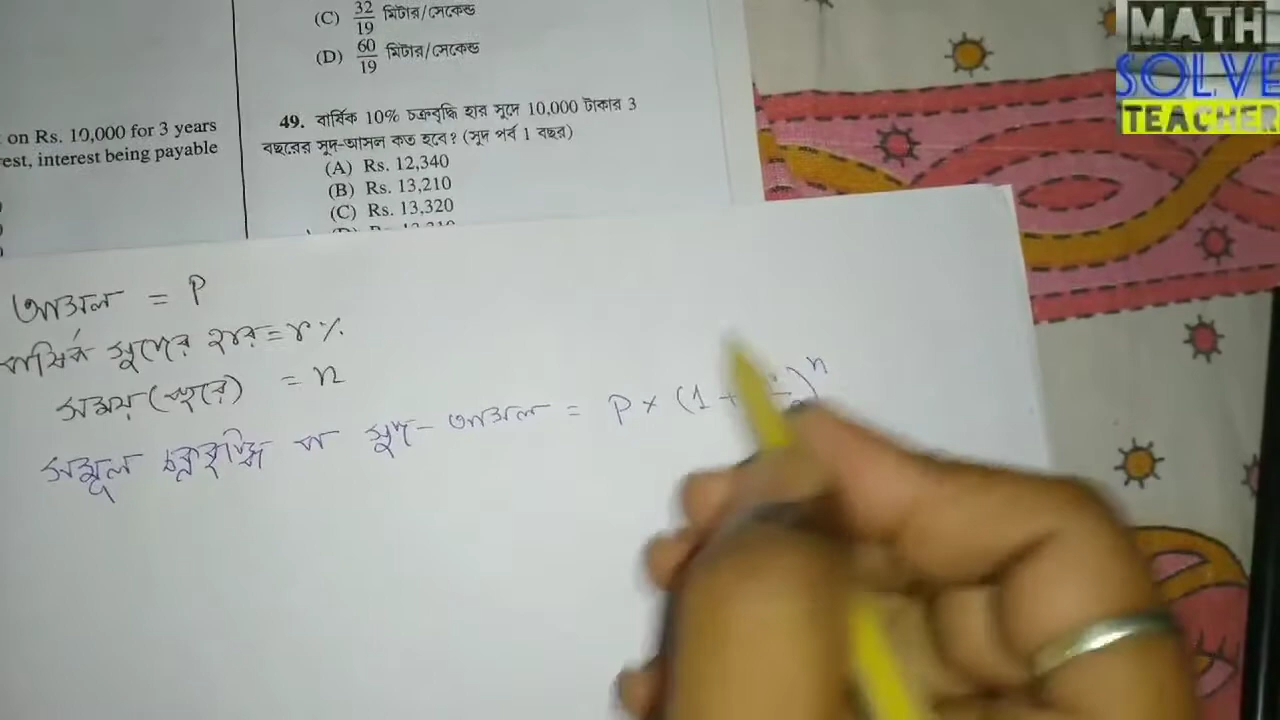 MATH
SOLVE
TEACHER
on Rs. 10,000 for 3 years
est, interest being payable
(C) 32/19 মিটার/সেকেন্ড
(D) 60/19 মিটার/সেকেন্ড
49. বার্ষিক 10% চক্রবৃদ্ধি হার সুদে 10,000 টাকার 3
বছরের সুদ-আসল কত হবে? (সুদ পর্ব 1 বছর)
(A) Rs. 12,340
(B) Rs. 13,210
(C) Rs. 13,320
আসল = P
বার্ষিক সুদের হার = r %
সময় (বছরে) = n
সমূল চক্রবৃদ্ধি বা সুদ-আসল = P × (1 + )ⁿ